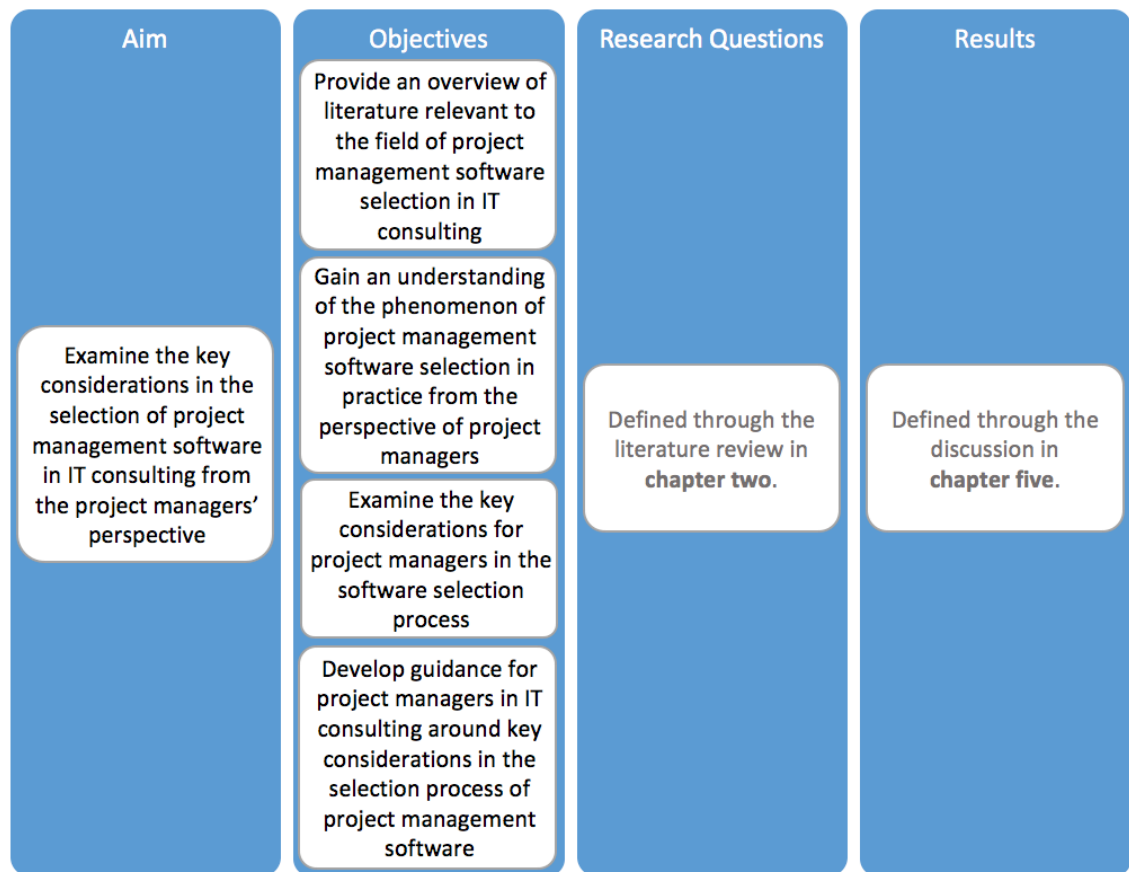 Aim
Examine the key
considerations in the
selection of project
management software
in IT consulting from
the project managers’
perspective
Objectives
Provide an overview of
literature relevant to
the field of project
management software
selection in IT
consulting
Gain an understanding
of the phenomenon of
project management
software selection in
practice from the
perspective of project
managers
Examine the key
considerations for
project managers in the
software selection
process
Develop guidance for
project managers in IT
consulting around key
considerations in the
selection process of
project management
software
Research Questions
Defined through the
literature review in
chapter two.
Results
Defined through the
discussion in
chapter five.